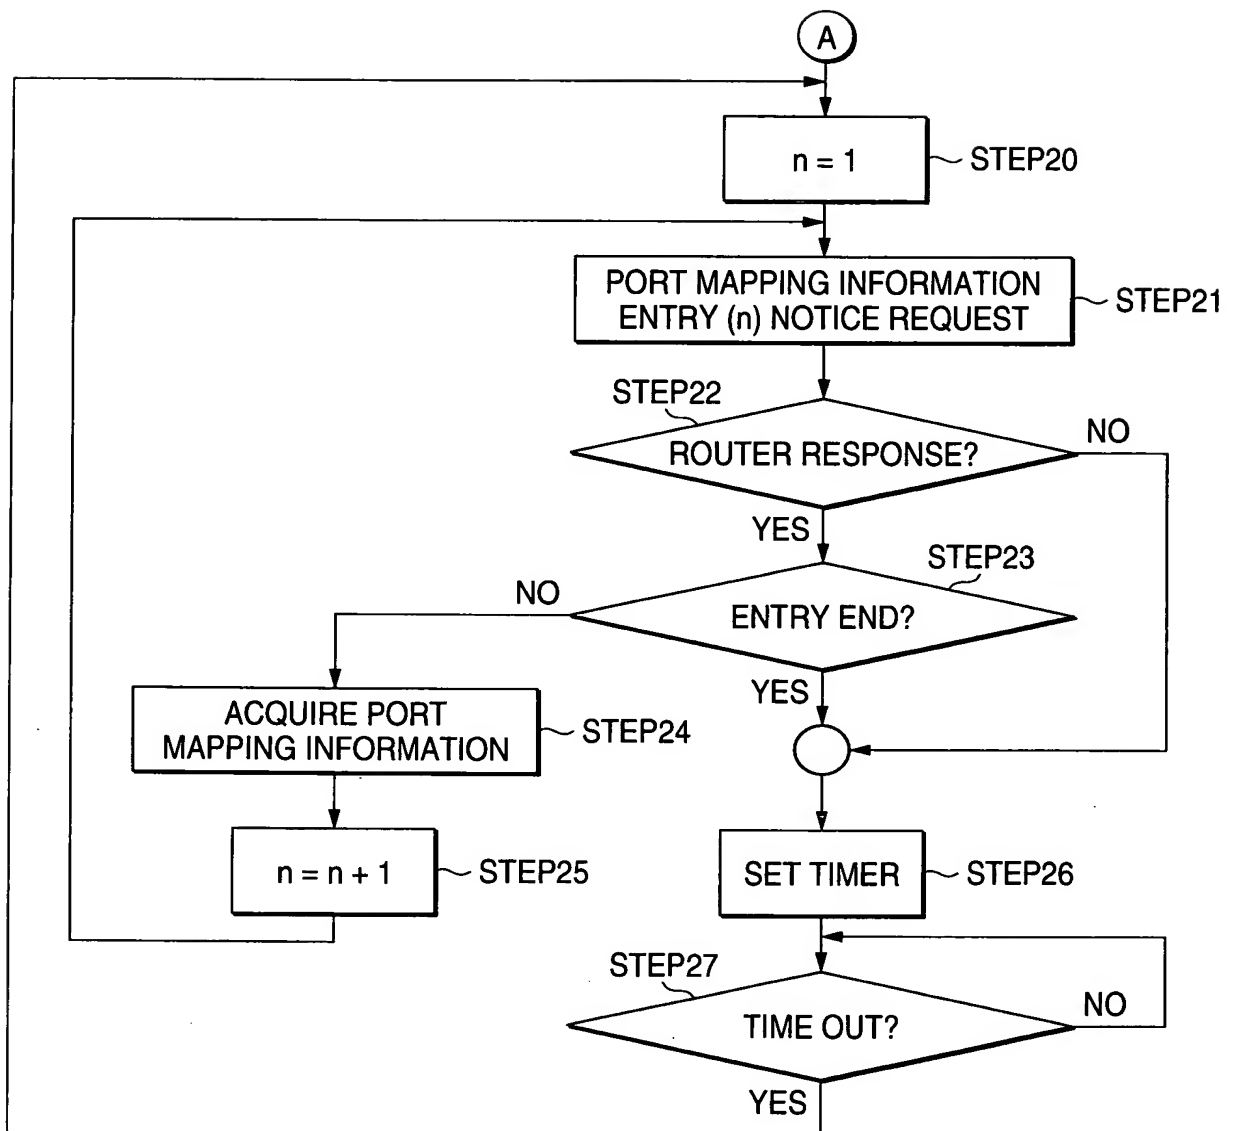 A
n = 1
STEP20
PORT MAPPING INFORMATION
ENTRY (n) NOTICE REQUEST
STEP21
STEP22
ROUTER RESPONSE?
NO
YES
STEP23
ENTRY END?
NO
YES
ACQUIRE PORT
MAPPING INFORMATION
STEP24
n = n + 1
STEP25
SET TIMER
STEP26
STEP27
TIME OUT?
NO
YES